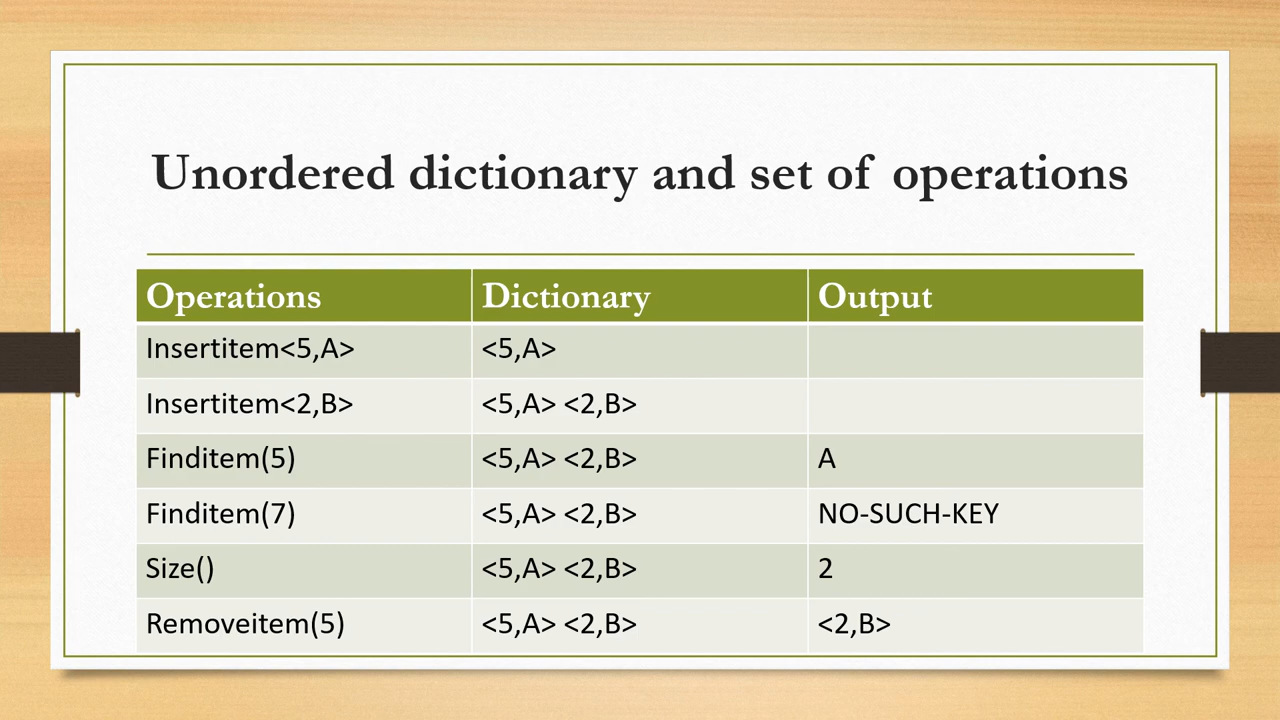 Unordered dictionary and set of operations
Operations Dictionary Output
Insertitem<5,A> <5,A>
Insertitem<2,B> <5,A> <2,B>
Finditem(5) <5,A> <2,B> A
Finditem(7) <5,A> <2,B> NO-SUCH-KEY
Size() <5,A> <2,B> 2
Removeitem(5) <5,A> <2,B> <2,B>